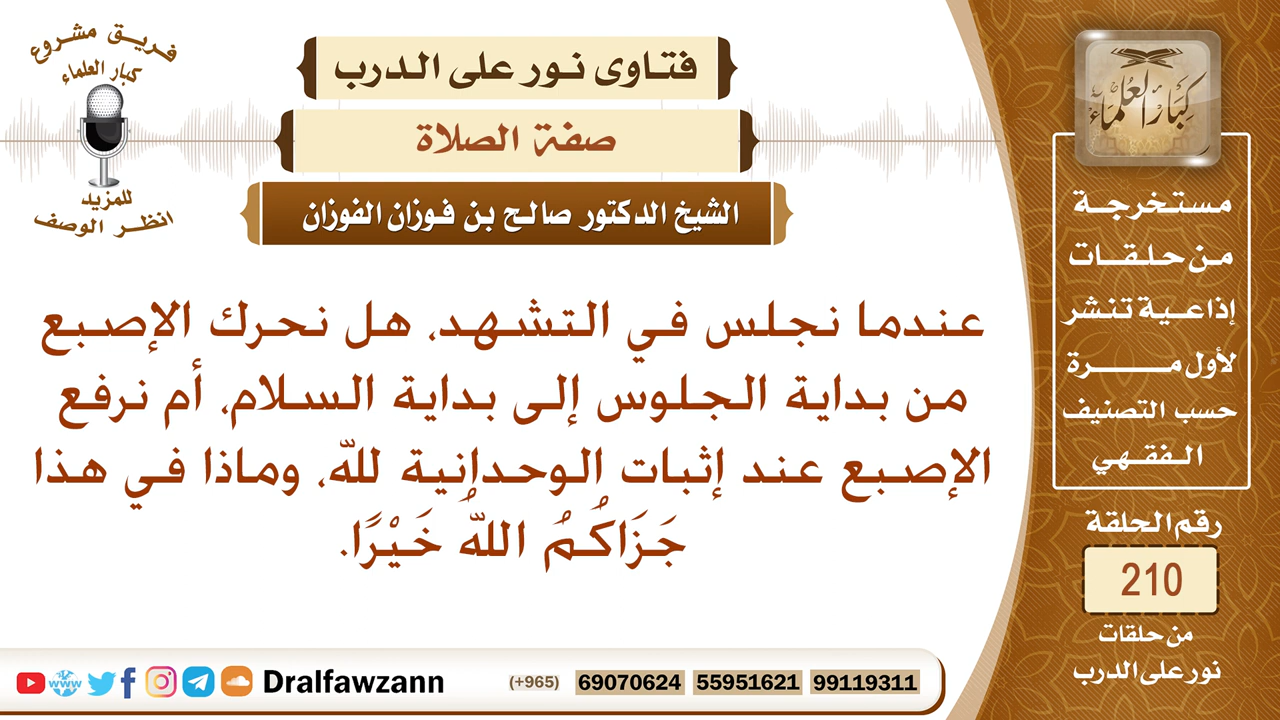 فريق مشروع
كبار العلماء
للمزيد
انظر الوصف
فتاوى نور على الدرب
صفة الصلاة
الشيخ الدكتور صالح بن فوزان الفوزان
عندما نجلس في التشهد، هل نحرك الإصبع
من بداية الجلوس إلى بداية السلام، أم نرفع
الإصبع عند إثبات الوحدانية لله، وماذا في هذا
جَزَاكُمُ اللهُ خَيْرًا.
كبار العلماء
مستخرجة
من حلقات
إذاعية تنشر
لأول مرة
حسب التصنيف
الفقهي
رقم الحلقة
210
من حلقات
نور على الدرب
www
Dralfawzann (+965) 69070624 55951621 99119311